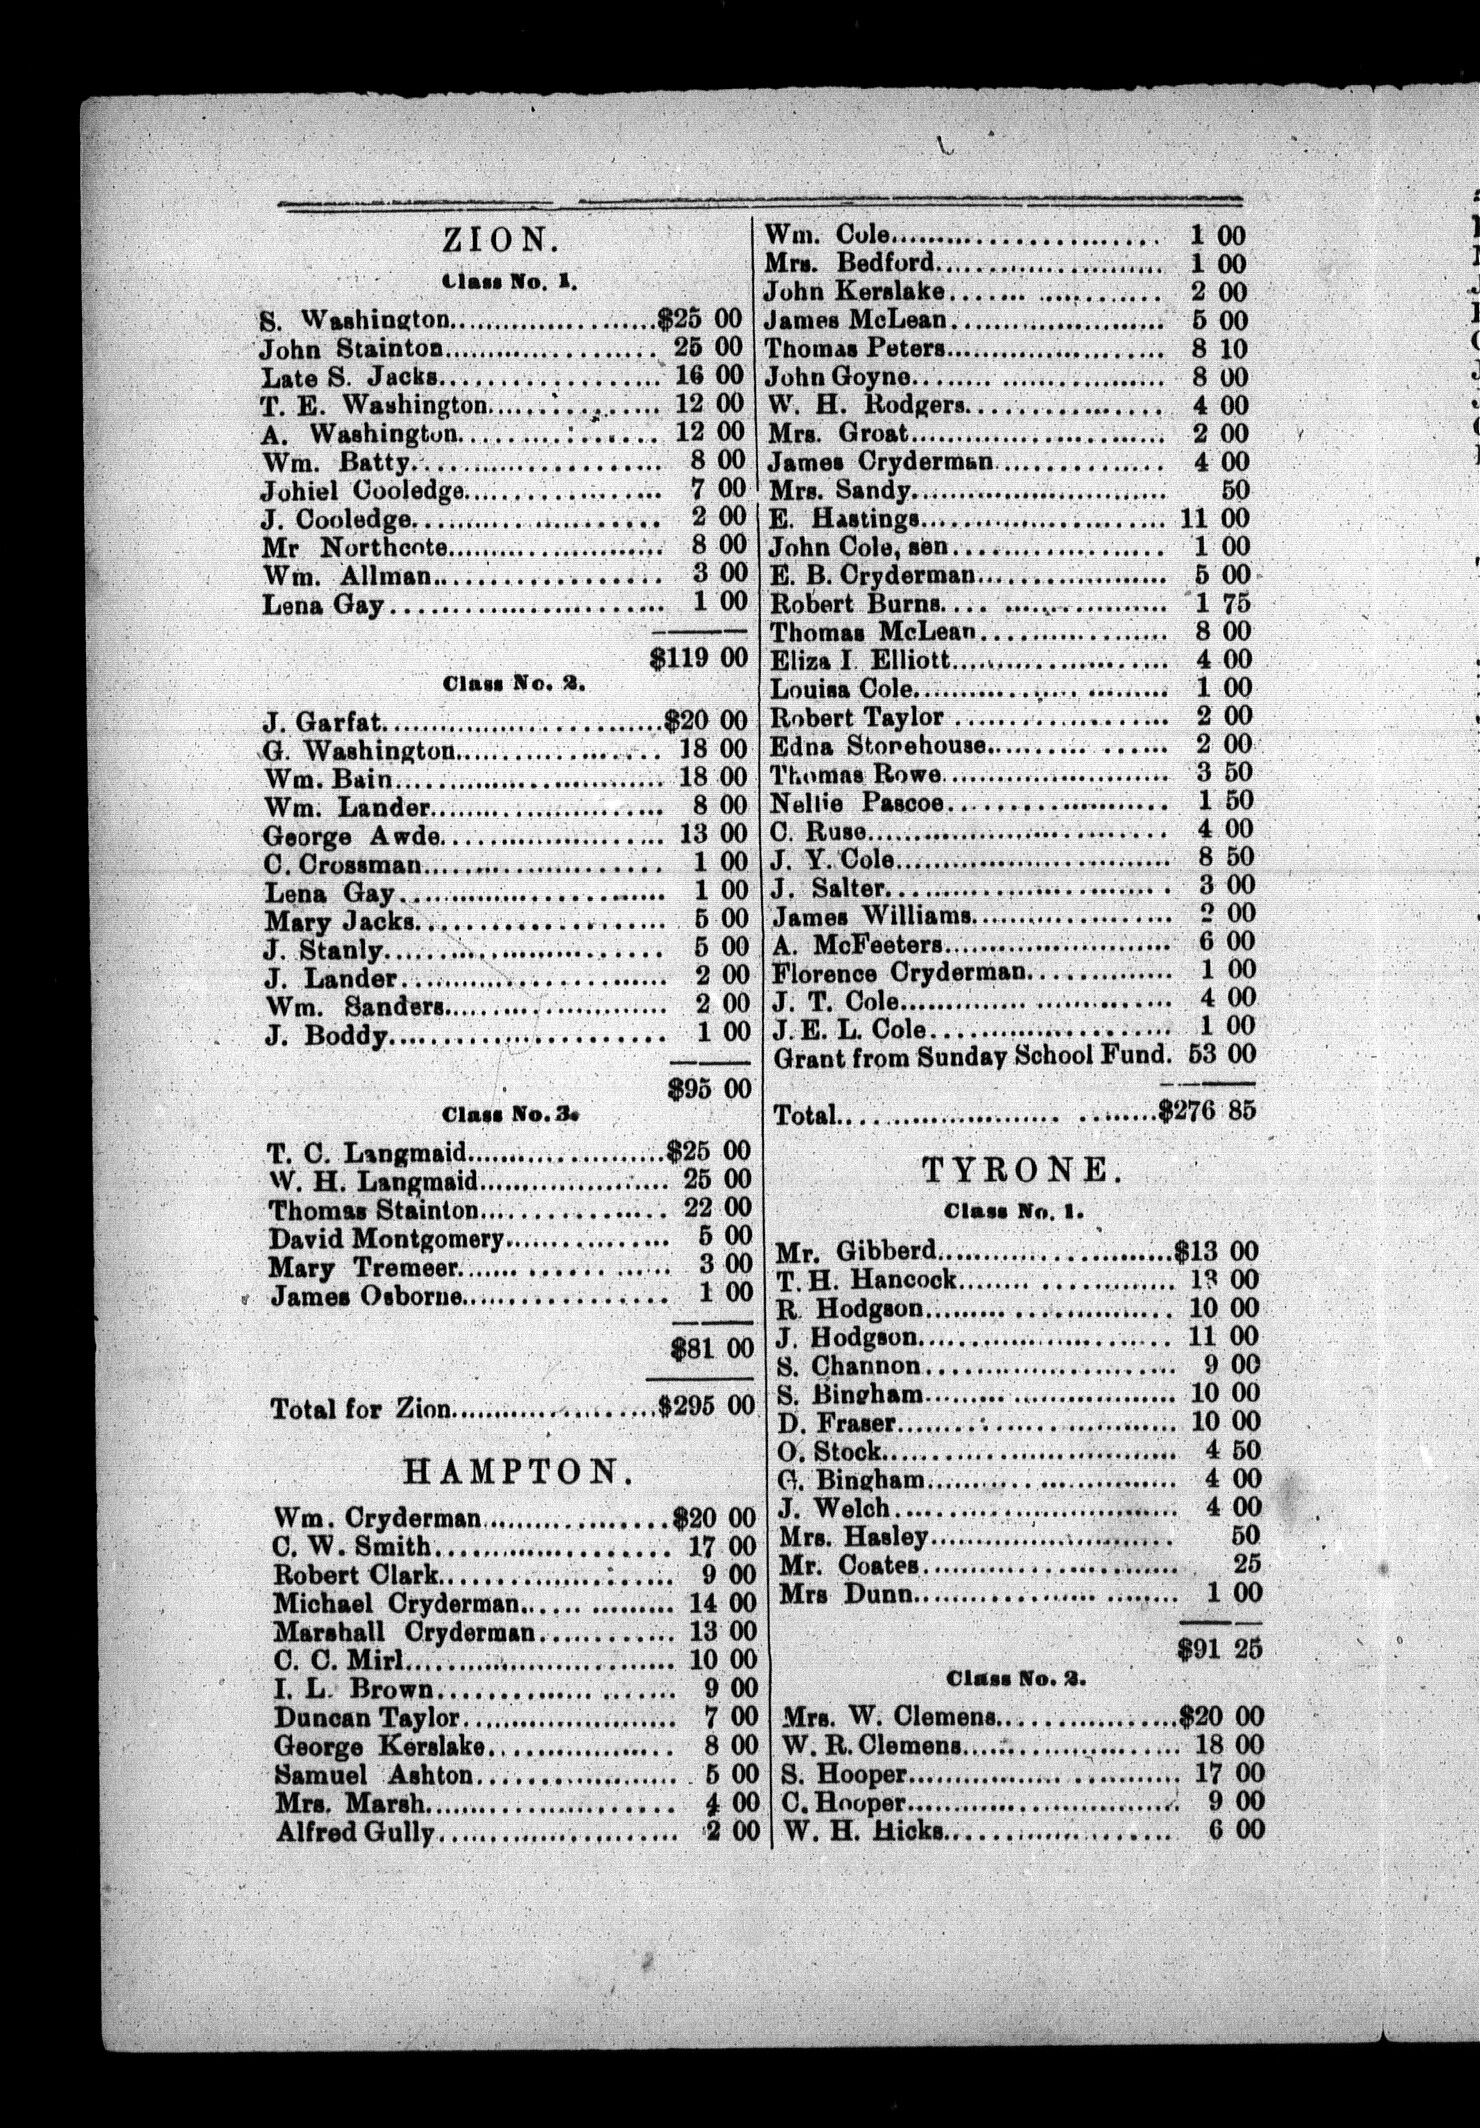 ZION.
Class No. 1.
S. Washington.....................$25 00
John Stainton..................... 25 00
Late S. Jacks..................... 16 00
T. E. Washington................ 12 00
A. Washington................... 12 00
Wm. Batty....................... 8 00
Johiel Cooledge.................. 7 00
J. Cooledge...................... 2 00
Mr Northcote..................... 8 00
Wm. Allman...................... 3 00
Lena Gay........................ 1 00
$119 00
Class No. 2.
J. Garfat..........................$20 00
G. Washington.................... 18 00
Wm. Bain......................... 18 00
Wm. Lander...................... 8 00
George Awde..................... 13 00
C. Crossman...................... 1 00
Lena Gay........................ 1 00
Mary Jacks...................... 5 00
J. Stanly......................... 5 00
J. Lander........................ 2 00
Wm. Sanders..................... 2 00
J. Boddy......................... 1 00
$95 00
Class No. 3.
T. C. Langmaid...................$25 00
W. H. Langmaid.................. 25 00
Thomas Stainton................. 22 00
David Montgomery............... 5 00
Mary Tremeer................... 3 00
James Osborne................... 1 00
$81 00
Total for Zion....................$295 00
HAMPTON.
Wm. Cryderman..................$20 00
C. W. Smith...................... 17 00
Robert Clark...................... 9 00
Michael Cryderman.............. 14 00
Marshall Cryderman............ 13 00
C. C. Mirl........................ 10 00
I. L. Brown...................... 9 00
Duncan Taylor.................... 7 00
George Kerslake.................. 8 00
Samuel Ashton................... 5 00
Mrs. Marsh...................... 4 00
Alfred Gully...................... 2 00
Wm. Cole........................ 1 00
Mrs. Bedford..................... 1 00
John Kerslake.................... 2 00
James McLean.................... 5 00
Thomas Peters.................... 8 10
John Goyne....................... 8 00
W. H. Rodgers................... 4 00
Mrs. Groat....................... 2 00
James Cryderman................ 4 00
Mrs. Sandy....................... 50
E. Hastings....................... 11 00
John Cole, sen.................... 1 00
E. B. Cryderman.................. 5 00
Robert Burns..................... 1 75
Thomas McLean.................. 8 00
Eliza I. Elliott..................... 4 00
Louisa Cole....................... 1 00
Robert Taylor.................... 2 00
Edna Stonehouse................. 2 00
Thomas Rowe.................... 3 50
Nellie Pascoe..................... 1 50
C. Ruse.......................... 4 00
J. Y. Cole........................ 8 50
J. Salter.......................... 3 00
James Williams................... 2 00
A. McFeeters..................... 6 00
Florence Cryderman.............. 1 00
J. T. Cole........................ 4 00
J. E. L. Cole...................... 1 00
Grant from Sunday School Fund. 53 00
Total.............................$276 85
TYRONE.
Class No. 1.
Mr. Gibberd.......................$13 00
T. H. Hancock.................... 13 00
R. Hodgson....................... 10 00
J. Hodgson....................... 11 00
S. Channon....................... 9 00
S. Bingham....................... 10 00
D. Fraser......................... 10 00
O. Stock.......................... 4 50
G. Bingham...................... 4 00
J. Welch......................... 4 00
Mrs. Hasley...................... 50
Mr. Coates....................... 25
Mrs Dunn........................ 1 00
$91 25
Class No. 2.
Mrs. W. Clemens.................$20 00
W. R. Clemens................... 18 00
S. Hooper........................ 17 00
C. Hooper........................ 9 00
W. H. Hicks...................... 6 00